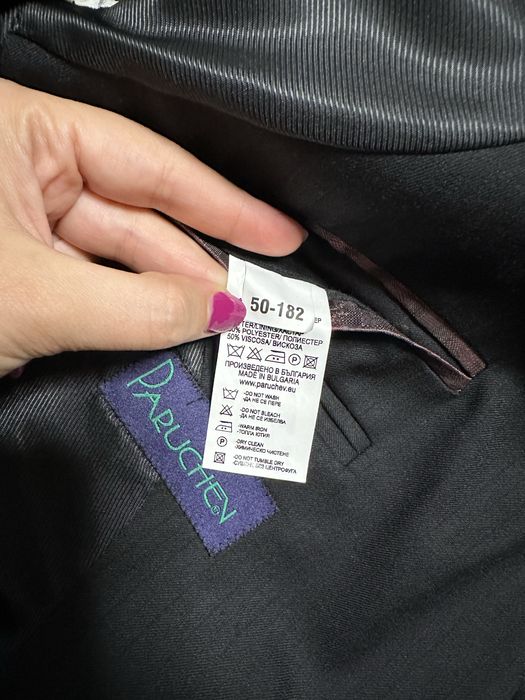 50-182
50% POLYESTER/ ПОЛИЕСТЕР
50% VISCOSA/ ВИСКОЗА
P
ПРОИЗВЕДЕНО В БЪЛГАРИЯ
MADE IN BULGARIA
www.paruchev.eu
-DO NOT WASH
-ДА НЕ СЕ ПЕРЕ
-DO NOT BLEACH
-ДА НЕ СЕ ИЗБЕЛВА
-WARM IRON
-ТОПЛА ЮТИЯ
P
-DRY CLEAN
-ХИМИЧЕСКО ЧИСТЕНЕ
-DO NOT TUMBLE DRY
-СУШЕНЕ БЕЗ ЦЕНТРОФУГА
PARUCHEV